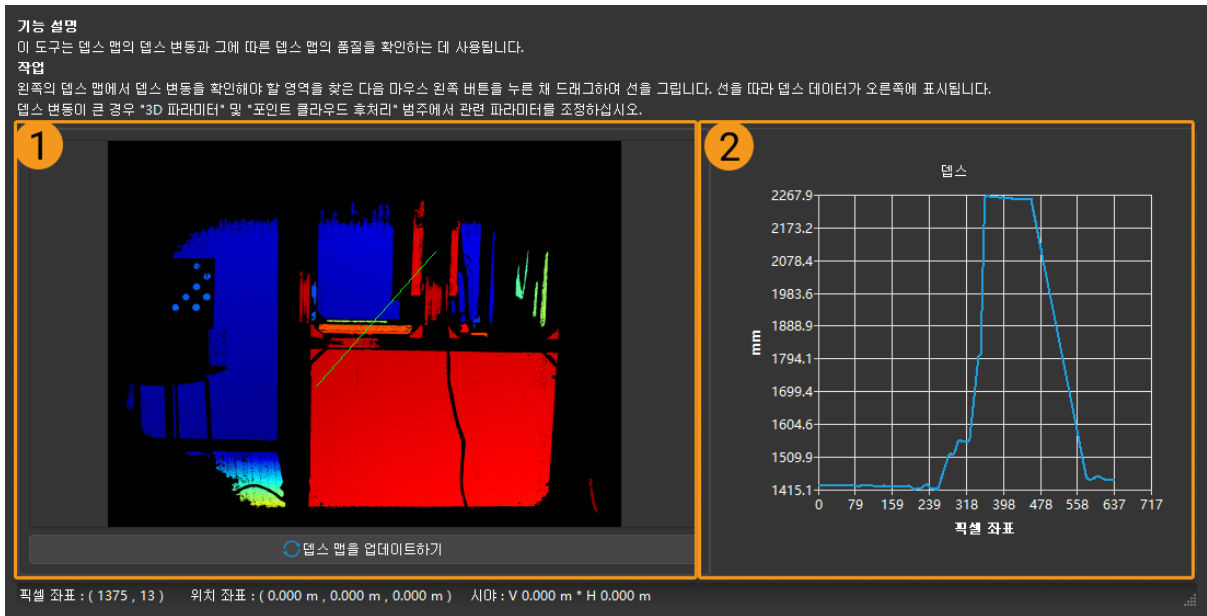 기능 설명
이 도구는 뎁스 맵의 뎁스 변동과 그에 따른 뎁스 맵의 품질을 확인하는 데 사용됩니다.
작업
왼쪽의 뎁스 맵에서 뎁스 변동을 확인해야 할 영역을 찾은 다음 마우스 왼쪽 버튼을 누른 채 드래그하여 선을 그립니다. 선을 따라 뎁스 데이터가 오른쪽에 표시됩니다.
뎁스 변동이 큰 경우 "3D 파라미터" 및 "포인트 클라우드 후처리" 범주에서 관련 파라미터를 조정하십시오.
1
뎁스 맵을 업데이트하기
2
뎁스
2267.9
2173.2
2078.4
1983.6
1888.9
1794.1
1699.4
1604.6
1509.9
1415.1
mm
0 79 159 239 318 398 478 558 637 717
픽셀 좌표
픽셀 좌표 : ( 1375 , 13 ) 위치 좌표 : ( 0.000 m , 0.000 m , 0.000 m ) 시야 : V 0.000 m * H 0.000 m